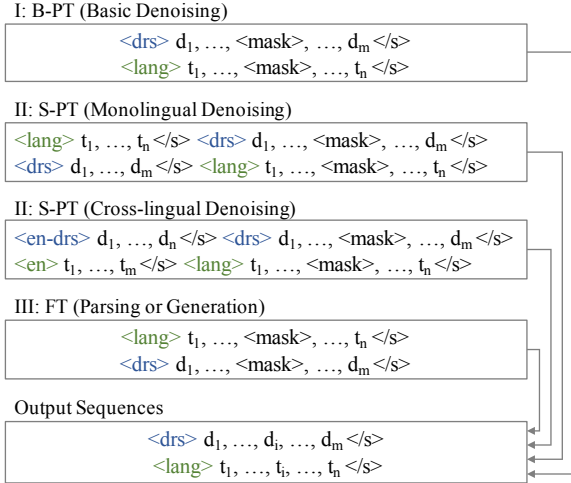 I: B-PT (Basic Denoising)
<drs> d1, …, <mask>, …, dm </s>
<lang> t1, …, <mask>, …, tn </s>
II: S-PT (Monolingual Denoising)
<lang> t1, …, tn </s> <drs> d1, …, <mask>, …, dm </s>
<drs> d1, …, dm </s> <lang> t1, …, <mask>, …, tn </s>
II: S-PT (Cross-lingual Denoising)
<en-drs> d1, …, dn </s> <drs> d1, …, <mask>, …, dm </s>
<en> t1, …, tm </s> <lang> t1, …, <mask>, …, tn </s>
III: FT (Parsing or Generation)
<lang> t1, …, <mask>, …, tn </s>
<drs> d1, …, <mask>, …, dm </s>
Output Sequences
<drs> d1, …, di, …, dm </s>
<lang> t1, …, ti, …, tn </s>